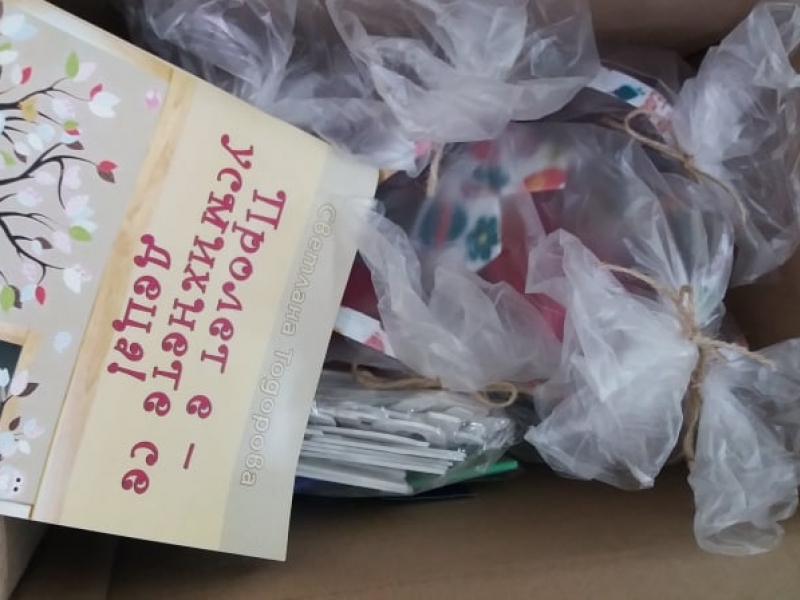 Светлана Тодорова
Пролет е –
усмихнете се
деца!